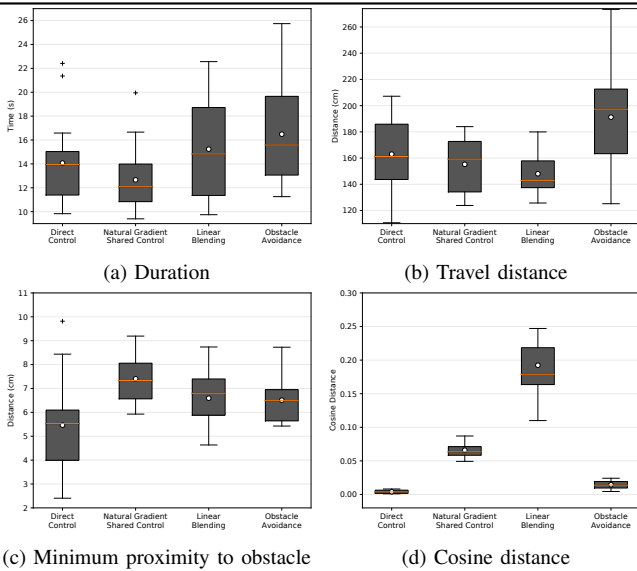 26
24
22
20
18
16
14
12
10
Time (s)
Direct Control
Natural Gradient Shared Control
Linear Blending
Obstacle Avoidance
(a) Duration
260
240
220
200
180
160
140
120
Distance (cm)
Direct Control
Natural Gradient Shared Control
Linear Blending
Obstacle Avoidance
(b) Travel distance
11
10
9
8
7
6
5
4
3
2
Distance (cm)
Direct Control
Natural Gradient Shared Control
Linear Blending
Obstacle Avoidance
(c) Minimum proximity to obstacle
0.30
0.25
0.20
0.15
0.10
0.05
0.00
Cosine Distance
Direct Control
Natural Gradient Shared Control
Linear Blending
Obstacle Avoidance
(d) Cosine distance